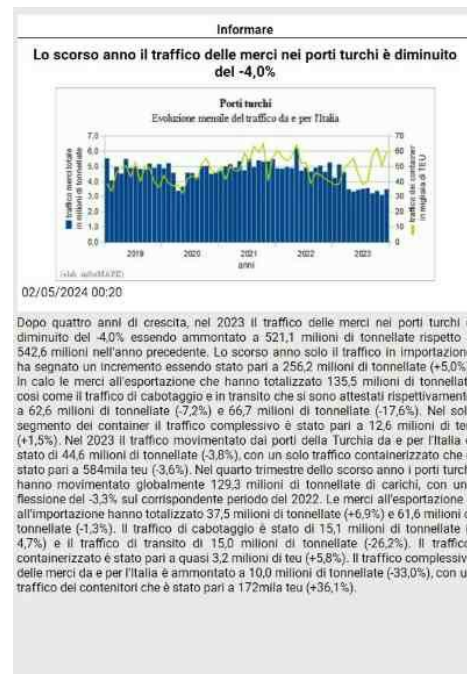 Informare
Lo scorso anno il traffico delle merci nei porti turchi è diminuito
del -4,0%
Porti turchi
Evoluzione mensile del traffico da e per l'Italia
traffico merci totale
in milioni di tonnellate
7,0
6,0
5,0
4,0
3,0
2,0
1,0
0,0
70
60
50
40
30
20
10
0
traffico dei container
in migliaia di TEU
2019 2020 2021 2022 2023
anni
02/05/2024 00:20
Dopo quattro anni di crescita, nel 2023 il traffico delle merci nei porti turchi
diminuito del -4,0% essendo ammontato a 521,1 milioni di tonnellate rispetto
542,6 milioni nell'anno precedente. Lo scorso anno solo il traffico in importazion
ha segnato un incremento essendo stato pari a 256,2 milioni di tonnellate (+5,0%)
In calo le merci all'esportazione che hanno totalizzato 135,5 milioni di tonnellat
così come il traffico di cabotaggio e in transito che si sono attestati rispettivament
a 62,6 milioni di tonnellate (-7,2%) e 66,7 milioni di tonnellate (-17,6%). Nel sol
segmento dei container il traffico complessivo è stato pari a 12,6 milioni di teu
(+1,5%). Nel 2023 il traffico movimentato dai porti della Turchia da e per l'Italia
stato di 44,6 milioni di tonnellate (-3,8%), con un solo traffico containerizzato che
stato pari a 584mila teu (-3,6%). Nel quarto trimestre dello scorso anno i porti turch
hanno movimentato globalmente 129,3 milioni di tonnellate di carichi, con un
flessione del -3,3% sul corrispondente periodo del 2022. Le merci all'esportazione
all'importazione hanno totalizzato 37,5 milioni di tonnellate (+6,9%) e 61,6 milioni d
tonnellate (-1,3%). Il traffico di cabotaggio è stato di 15,1 milioni di tonnellate
4,7%) e il traffico di transito di 15,0 milioni di tonnellate (-26,2%). Il traffico
containerizzato è stato pari a quasi 3,2 milioni di teu (+5,8%). Il traffico complessiv
delle merci da e per l'Italia è ammontato a 10,0 milioni di tonnellate (-33,0%), con u
traffico dei contenitori che è stato pari a 172mila teu (+36,1%).